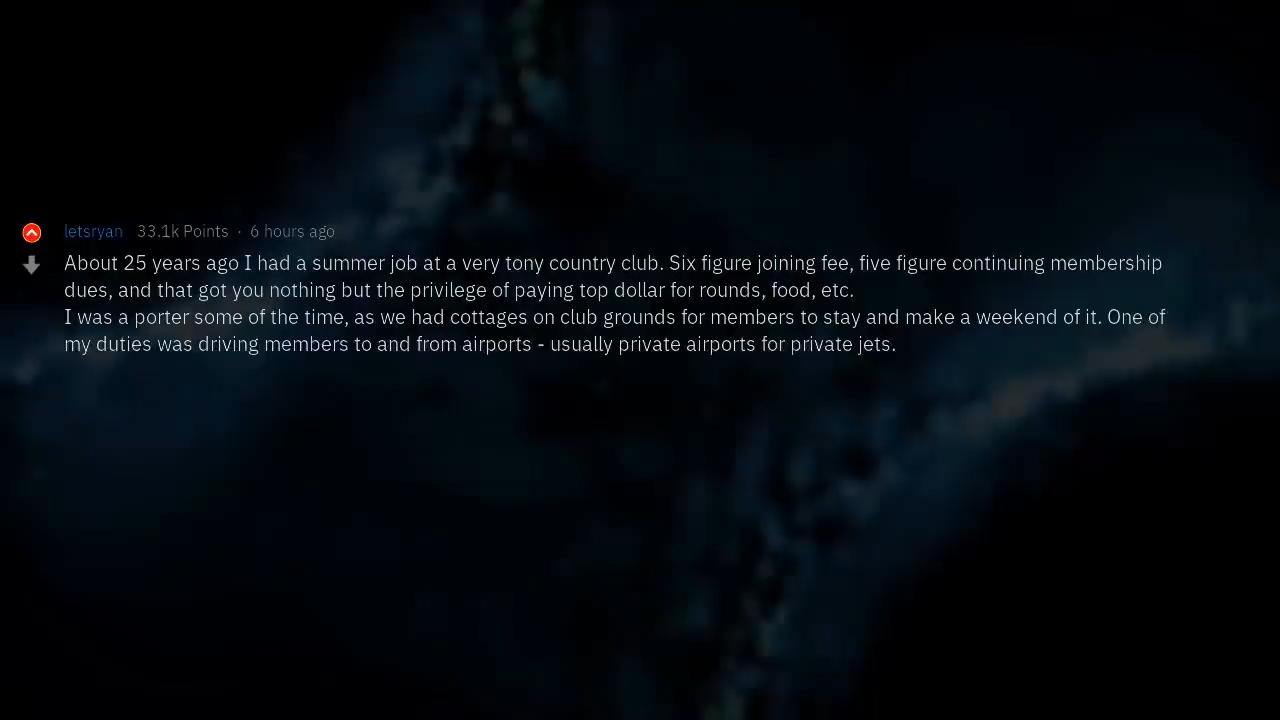 letsryan 33.1k Points · 6 hours ago
About 25 years ago I had a summer job at a very tony country club. Six figure joining fee, five figure continuing membership
dues, and that got you nothing but the privilege of paying top dollar for rounds, food, etc.
I was a porter some of the time, as we had cottages on club grounds for members to stay and make a weekend of it. One of
my duties was driving members to and from airports - usually private airports for private jets.